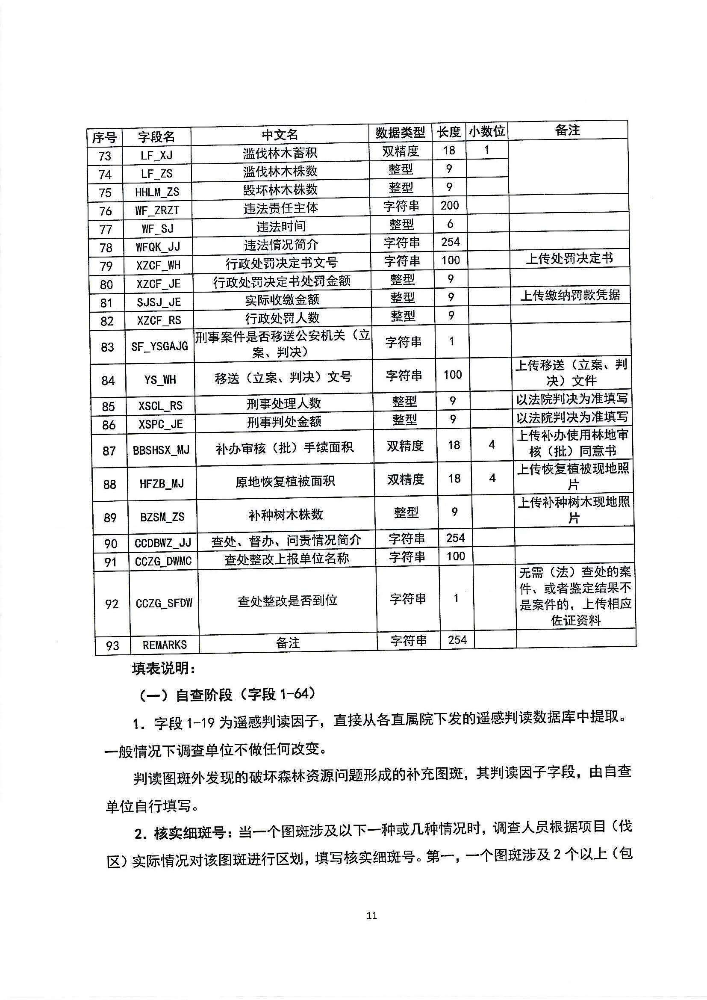 序号 字段名 中文名 数据类型 长度 小数位 备注
73 LF_XJ 滥伐林木蓄积 双精度 18 1
74 LF_ZS 滥伐林木株数 整型 9
75 HHLM_ZS 毁坏林木株数 整型 9
76 WF_ZRZT 违法责任主体 字符串 200
77 WF_SJ 违法时间 整型 6
78 WFQK_JJ 违法情况简介 字符串 254
79 XZCF_WH 行政处罚决定书文号 字符串 100 上传处罚决定书
80 XZCF_JE 行政处罚决定书处罚金额 整型 9
81 SJSJ_JE 实际收缴金额 整型 9 上传缴纳罚款凭据
82 XZCF_RS 行政处罚人数 整型 9
83 SF_YSGAJG 刑事案件是否移送公安机关（立
案、判决） 字符串 1
84 YS_WH 移送（立案、判决）文号 字符串 100 上传移送（立案、判
决）文件
85 XSCL_RS 刑事处理人数 整型 9 以法院判决为准填写
86 XSPC_JE 刑事判处金额 整型 9 以法院判决为准填写
87 BBSHSX_MJ 补办审核（批）手续面积 双精度 18 4 上传补办使用林地审
核（批）同意书
88 HFZB_MJ 原地恢复植被面积 双精度 18 4 上传恢复植被现地照
片
89 BZSM_ZS 补种树木株数 整型 9 上传补种树木现地照
片
90 CCDBWZ_JJ 查处、督办、问责情况简介 字符串 254
91 CCZG_DWMC 查处整改上报单位名称 字符串 100
92 CCZG_SFDW 查处整改是否到位 字符串 1 无需（法）查处的案
件、或者鉴定结果不
是案件的，上传相应
佐证资料
93 REMARKS 备注 字符串 254
填表说明：
（一）自查阶段（字段 1-64）
1. 字段 1-19 为遥感判读因子，直接从各直属院下发的遥感判读数据库中提取。
一般情况下调查单位不做任何改变。
判读图斑外发现的破坏森林资源问题形成的补充图斑，其判读因子字段，由自查
单位自行填写。
2. 核实细斑号：当一个图斑涉及以下一种或几种情况时，调查人员根据项目（伐
区）实际情况对该图斑进行区划，填写核实细斑号。第一，一个图斑涉及 2 个以上（包
11